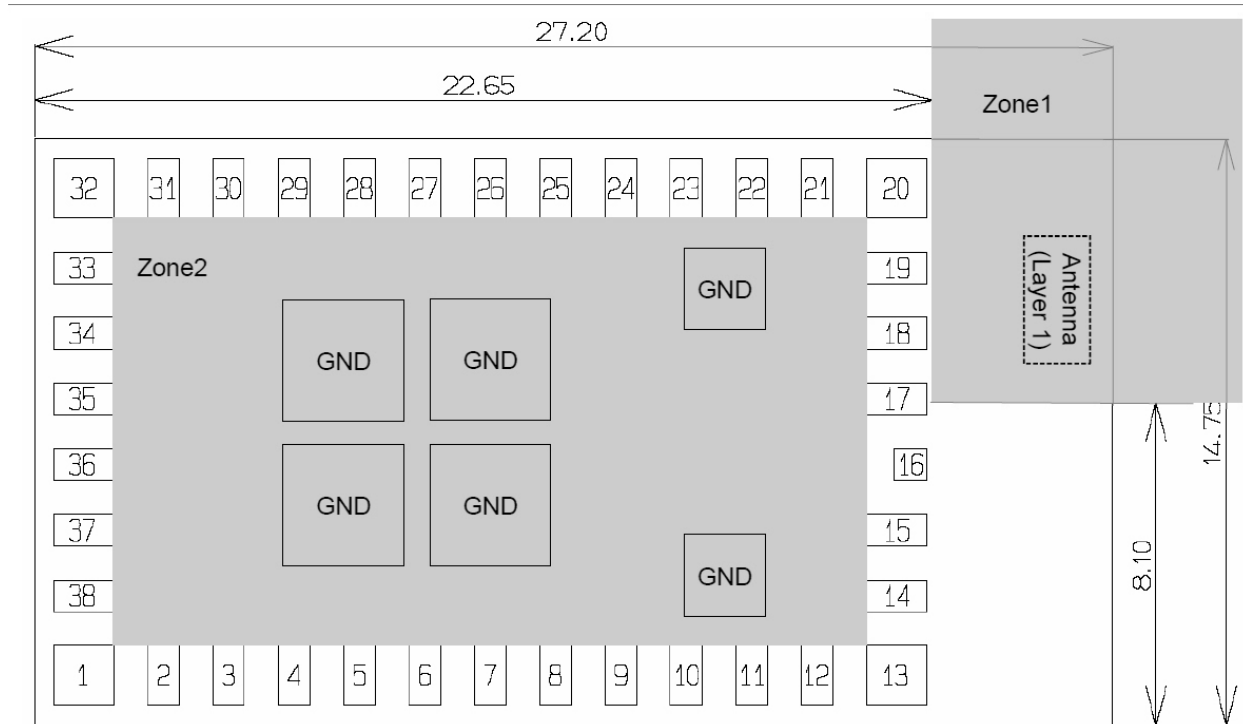 27.20
22.65
Zone1
32 31 30 29 28 27 26 25 24 23 22 21 20
33 Zone2 GND 19
34 GND GND 18
Antenna
(Layer 1)
35 17
14.75
36 16
GND GND
37 15
8.10
38 GND 14
1 2 3 4 5 6 7 8 9 10 11 12 13